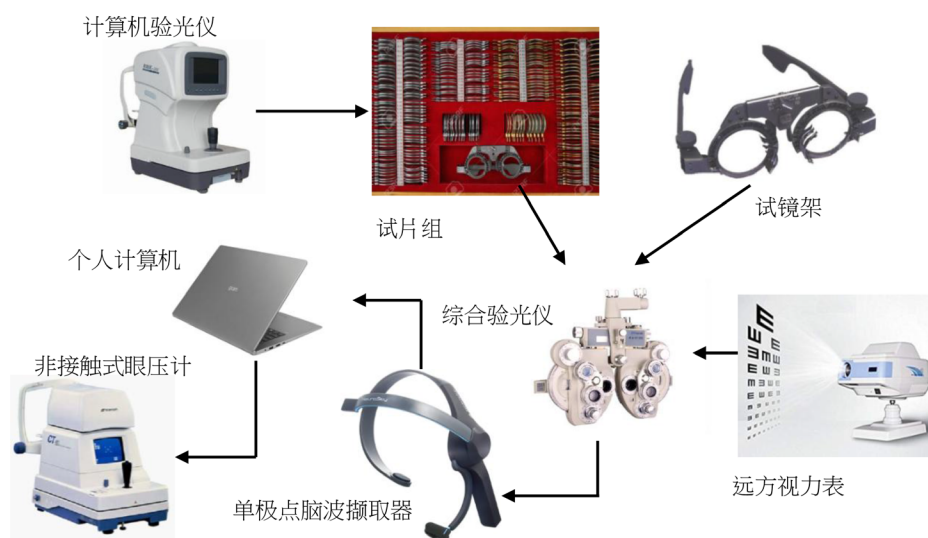 计算机验光仪
试片组
试镜架
个人计算机
综合验光仪
非接触式眼压计
CT
单极点脑波撷取器
远方视力表